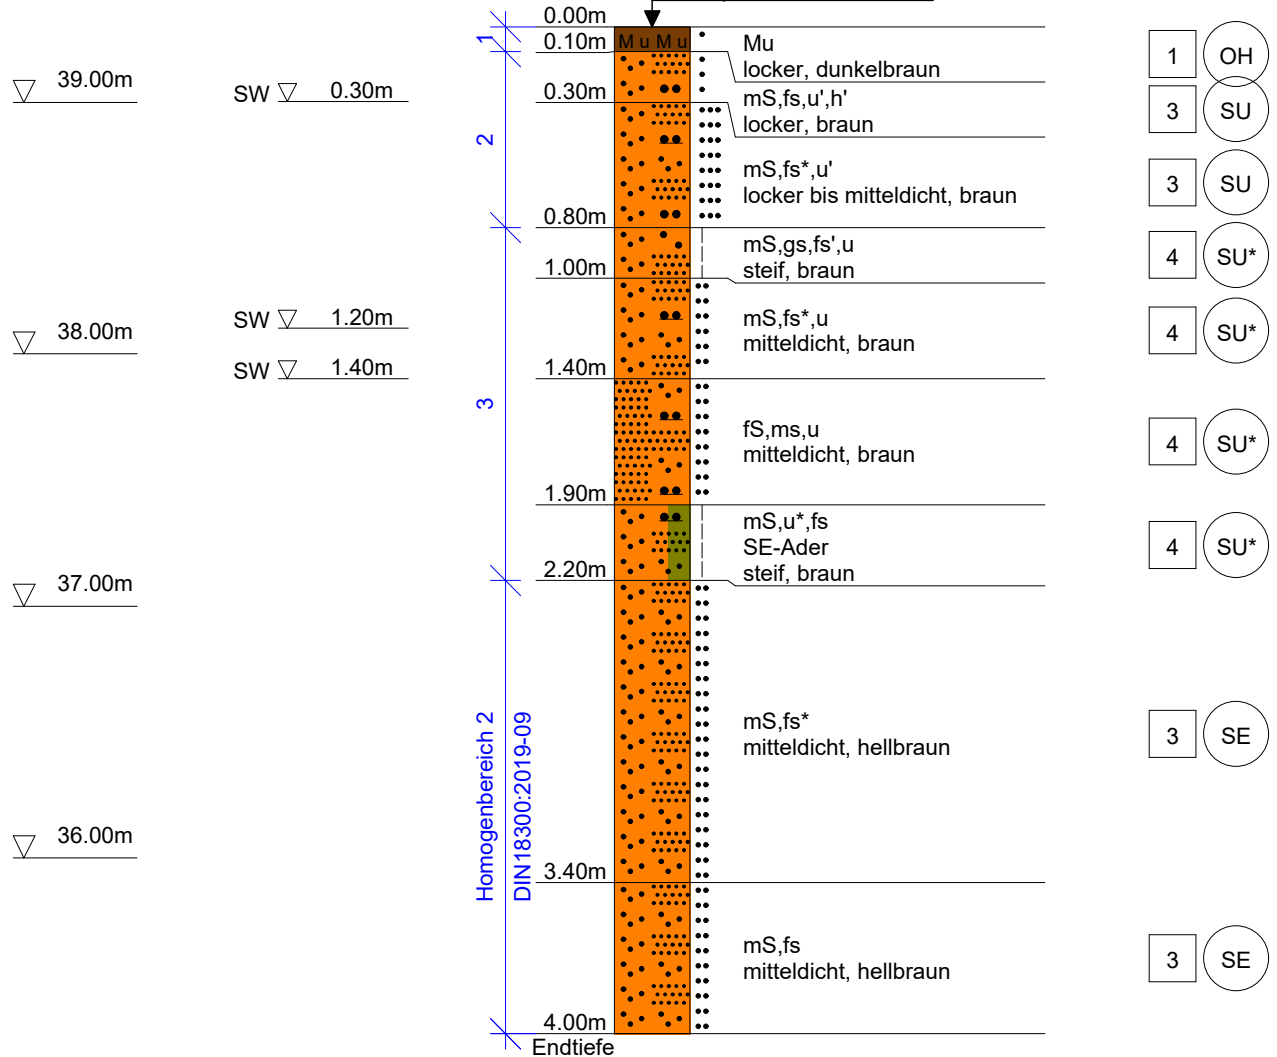 0.00m
1
0.10m
Mu Mu
Mu
locker, dunkelbraun
1
OH
39.00m
SW
0.30m
0.30m
mS,fs,u',h'
locker, braun
3
SU
2
mS,fs*,u'
locker bis mitteldicht, braun
3
SU
0.80m
mS,gs,fs',u
steif, braun
4
SU*
1.00m
38.00m
SW
1.20m
mS,fs*,u
mitteldicht, braun
4
SU*
SW
1.40m
1.40m
3
fS,ms,u
mitteldicht, braun
4
SU*
1.90m
mS,u*,fs
SE-Ader
steif, braun
4
SU*
37.00m
2.20m
Homogenbereich 2
DIN18300:2019-09
mS,fs*
mitteldicht, hellbraun
3
SE
36.00m
3.40m
mS,fs
mitteldicht, hellbraun
3
SE
4.00m
Endtiefe